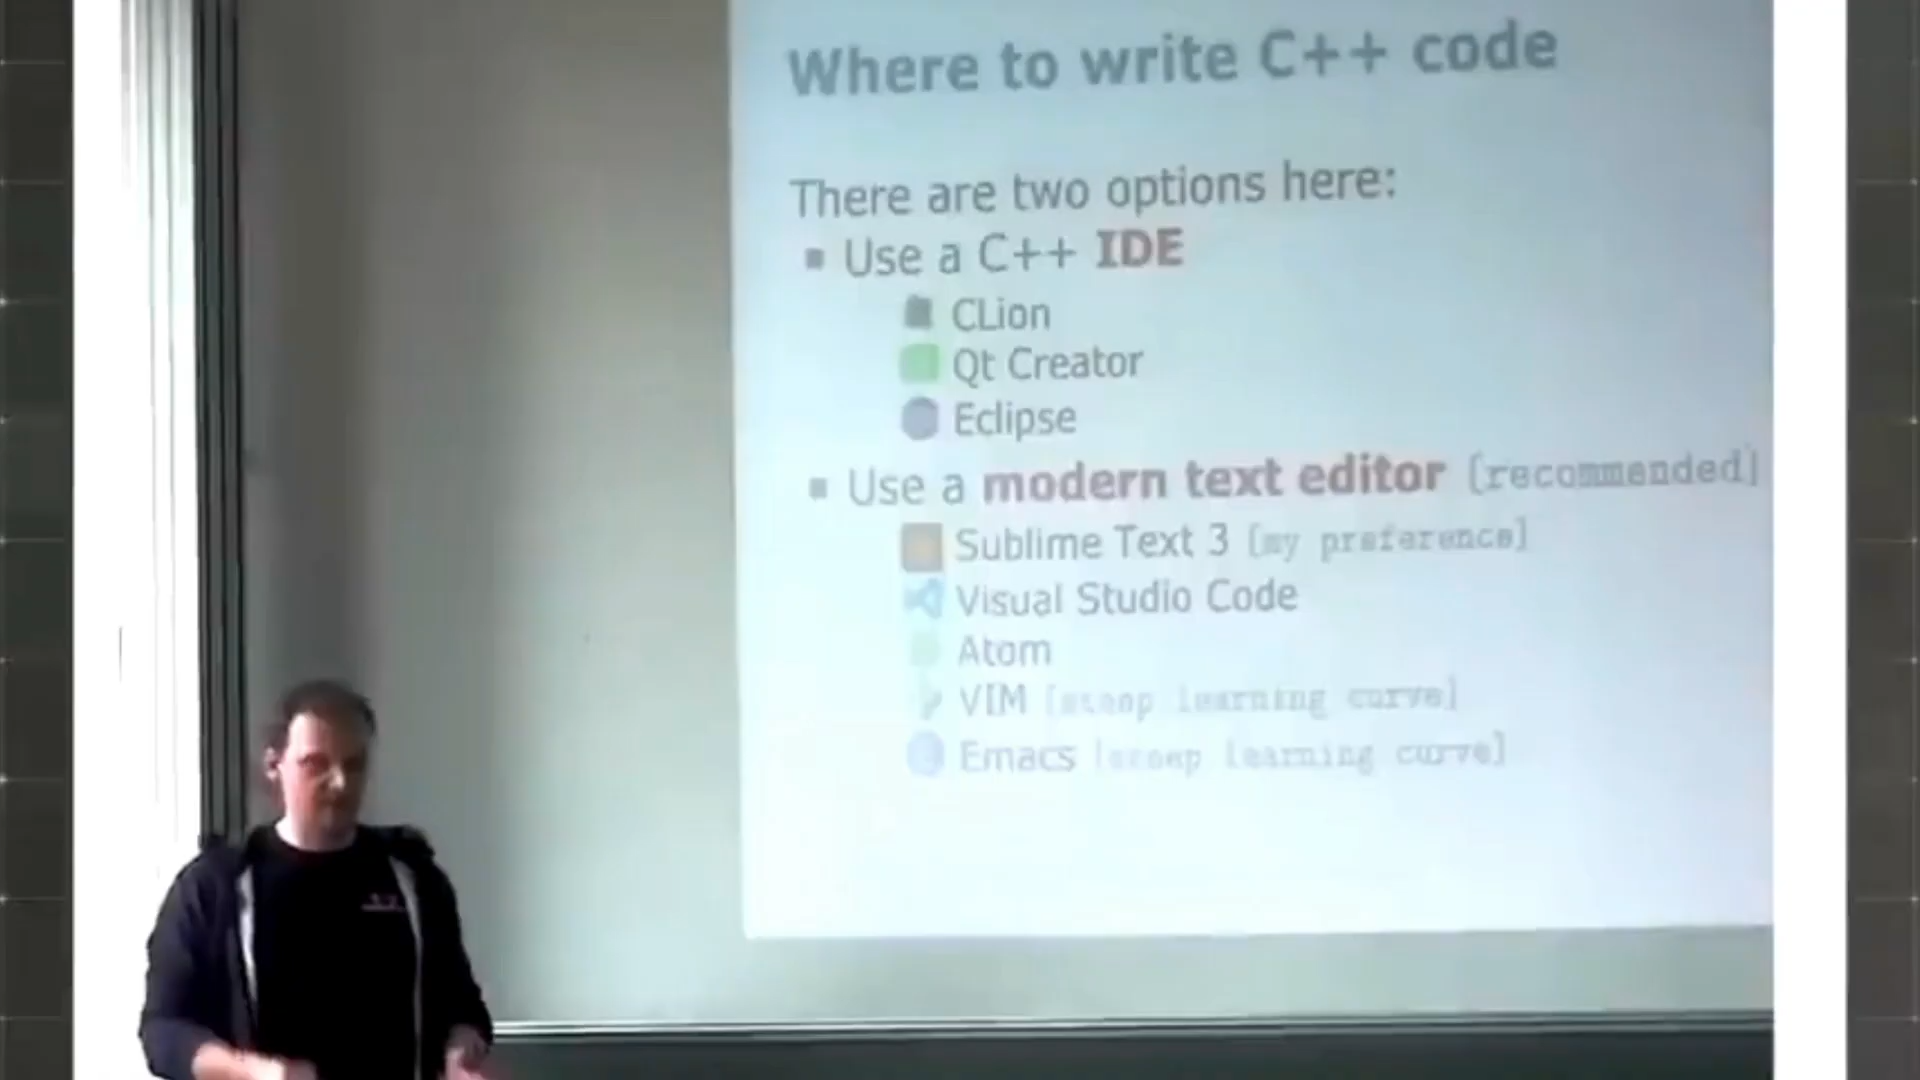 Where to write C++ code
There are two options here:
Use a C++ IDE
CLion
Qt Creator
Eclipse
Use a modern text editor [recommended]
Sublime Text 3 [my preference]
Visual Studio Code
Atom
VIM [steep learning curve]
Emacs [steep learning curve]